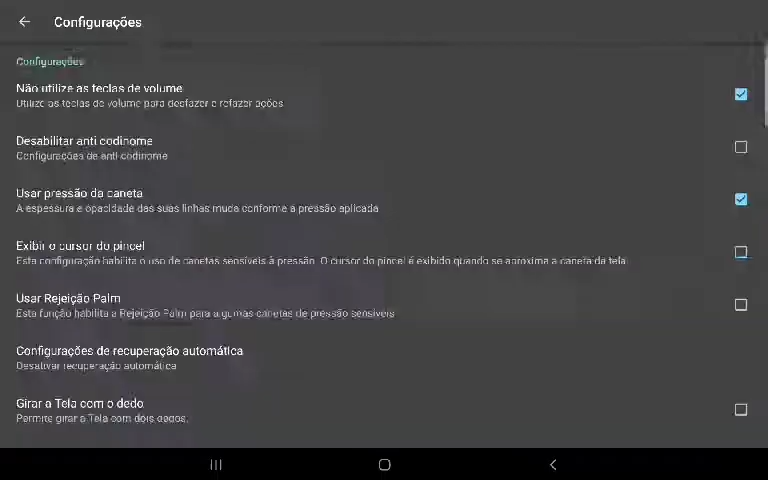 Configurações
Configurações
Não utilize as teclas de volume
Utilize as teclas de volume para desfazer e refazer ações
Desabilitar anti codinome
Configurações de anti codinome
Usar pressão da caneta
A espessura e opacidade das suas linhas muda conforme a pressão aplicada
Exibir o cursor do pincel
Esta configuração habilita o uso de canetas sensíveis à pressão. O cursor do pincel é exibido quando se aproxima a caneta da tela
Usar Rejeição Palm
Esta função habilita a Rejeição Palm para algumas canetas de pressão sensíveis
Configurações de recuperação automática
Desativar recuperação automática
Girar a Tela com o dedo
Permite girar a Tela com dois dedos.